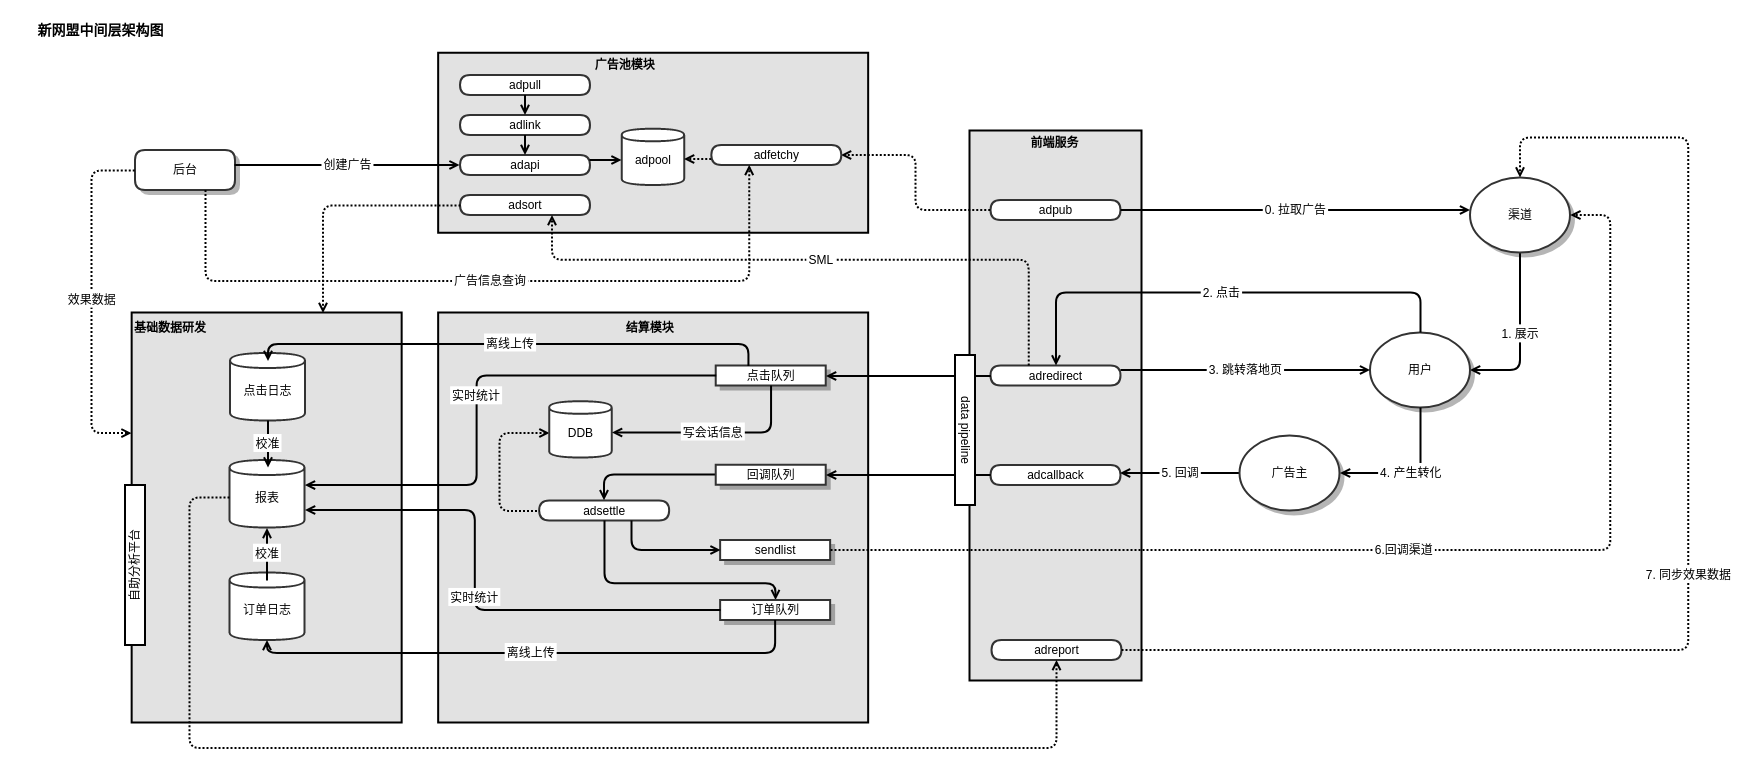 新网盟中间层架构图
广告池模块
adpull
adlink
后台
创建广告
adapi
adpool
adfetchy
adsort
前端服务
adpub
0. 拉取广告
渠道
SML
广告信息查询
效果数据
2. 点击
1. 展示
基础数据研发
结算模块
离线上传
点击队列
adredirect
3. 跳转落地页
用户
点击日志
实时统计
data pipeline
DDB
写会话信息
校准
回调队列
adcallback
5. 回调
广告主
4. 产生转化
报表
adsettle
sendlist
6.回调渠道
校准
自助分析平台
7. 同步效果数据
实时统计
订单日志
订单队列
离线上传
adreport